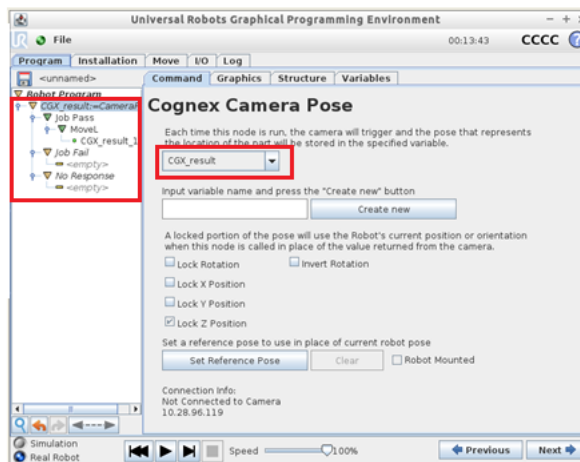 Universal Robots Graphical Programming Environment
File
00:13:43
CCCC
?
Program Installation Move I/O Log
<unnamed>
Command Graphics Structure Variables
Robot Program
CGX_result:=CameraP
Job Pass
MoveL
CGX_result_1
Job Fail
<empty>
No Response
<empty>
Cognex Camera Pose
Each time this node is run, the camera will trigger and the pose that represents
the location of the part will be stored in the specified variable.
CGX_result
Input variable name and press the "Create new" button
Create new
A locked portion of the pose will use the Robot's current position or orientation
when this node is called in place of the value returned from the camera.
Lock Rotation Invert Rotation
Lock X Position
Lock Y Position
Lock Z Position
Set a reference pose to use in place of current robot pose
Set Reference Pose Clear Robot Mounted
Connection Info:
Not Connected to Camera
10.28.96.119
Simulation
Real Robot
Speed 100%
Previous Next